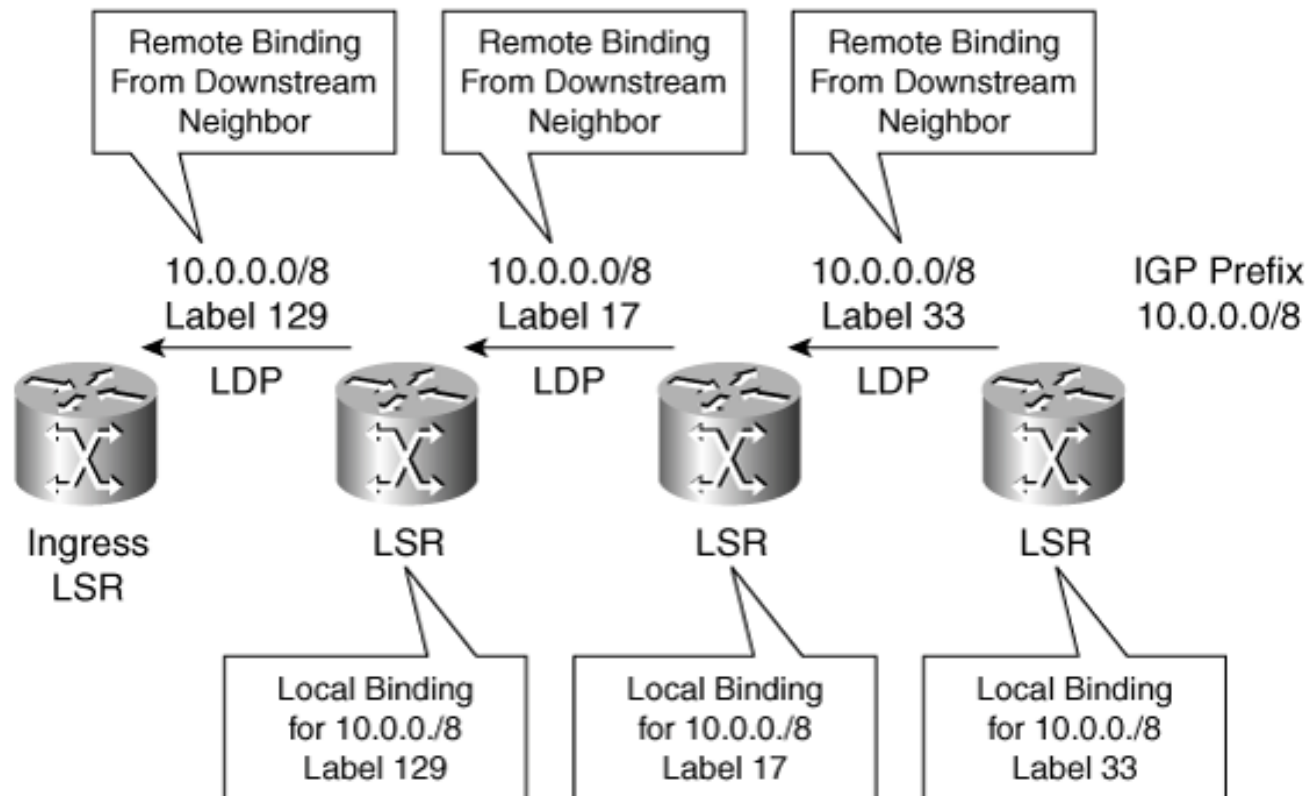 Remote Binding
From Downstream
Neighbor
Remote Binding
From Downstream
Neighbor
Remote Binding
From Downstream
Neighbor
10.0.0.0/8
Label 129
LDP
10.0.0.0/8
Label 17
LDP
10.0.0.0/8
Label 33
LDP
IGP Prefix
10.0.0.0/8
Ingress
LSR
LSR
LSR
LSR
Local Binding
for 10.0.0./8
Label 129
Local Binding
for 10.0.0./8
Label 17
Local Binding
for 10.0.0./8
Label 33